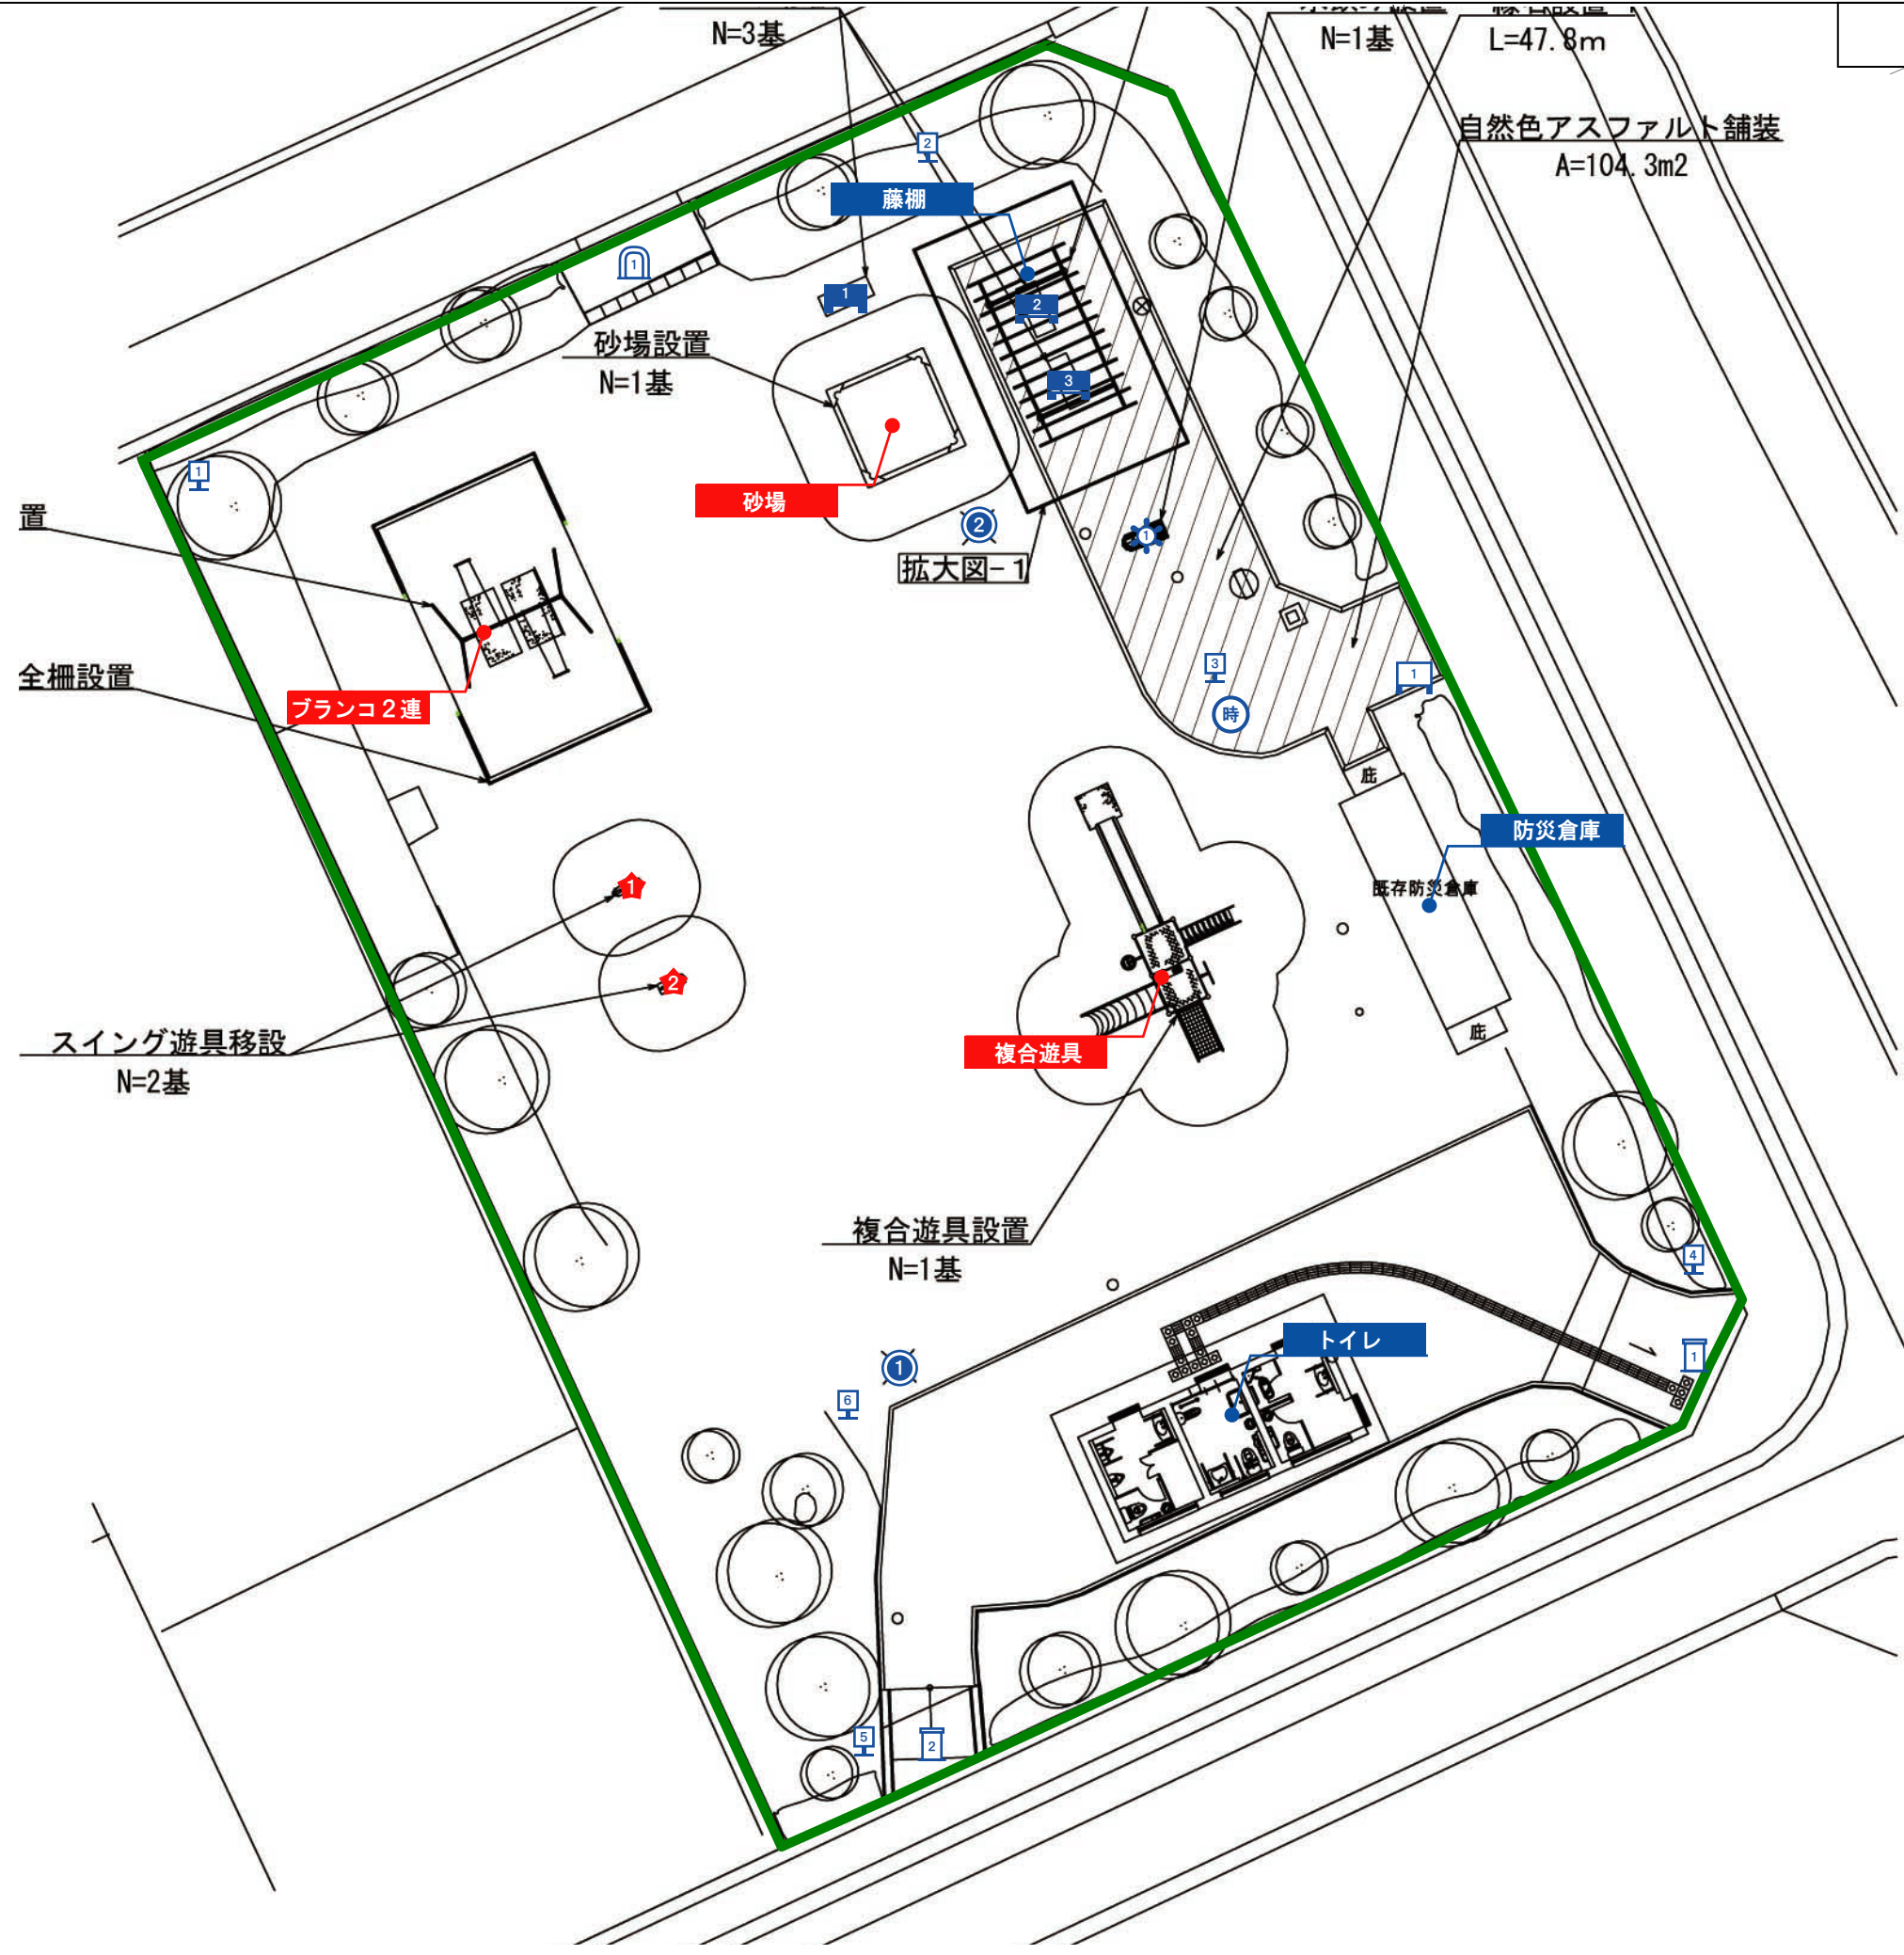 N=3基
N=1基
L=47.8m
自然色アスファルト舗装
A=104.3m2
2
藤棚
1
1
2
砂場設置
N=1基
3
1
砂場
置
2
1
拡大図-1
全柵設置
3
1
ブランコ2連
時
庇
防災倉庫
既存防災倉庫
1
2
スイング遊具移設
N=2基
複合遊具
庇
複合遊具設置
N=1基
4
トイレ
1
1
6
5
2